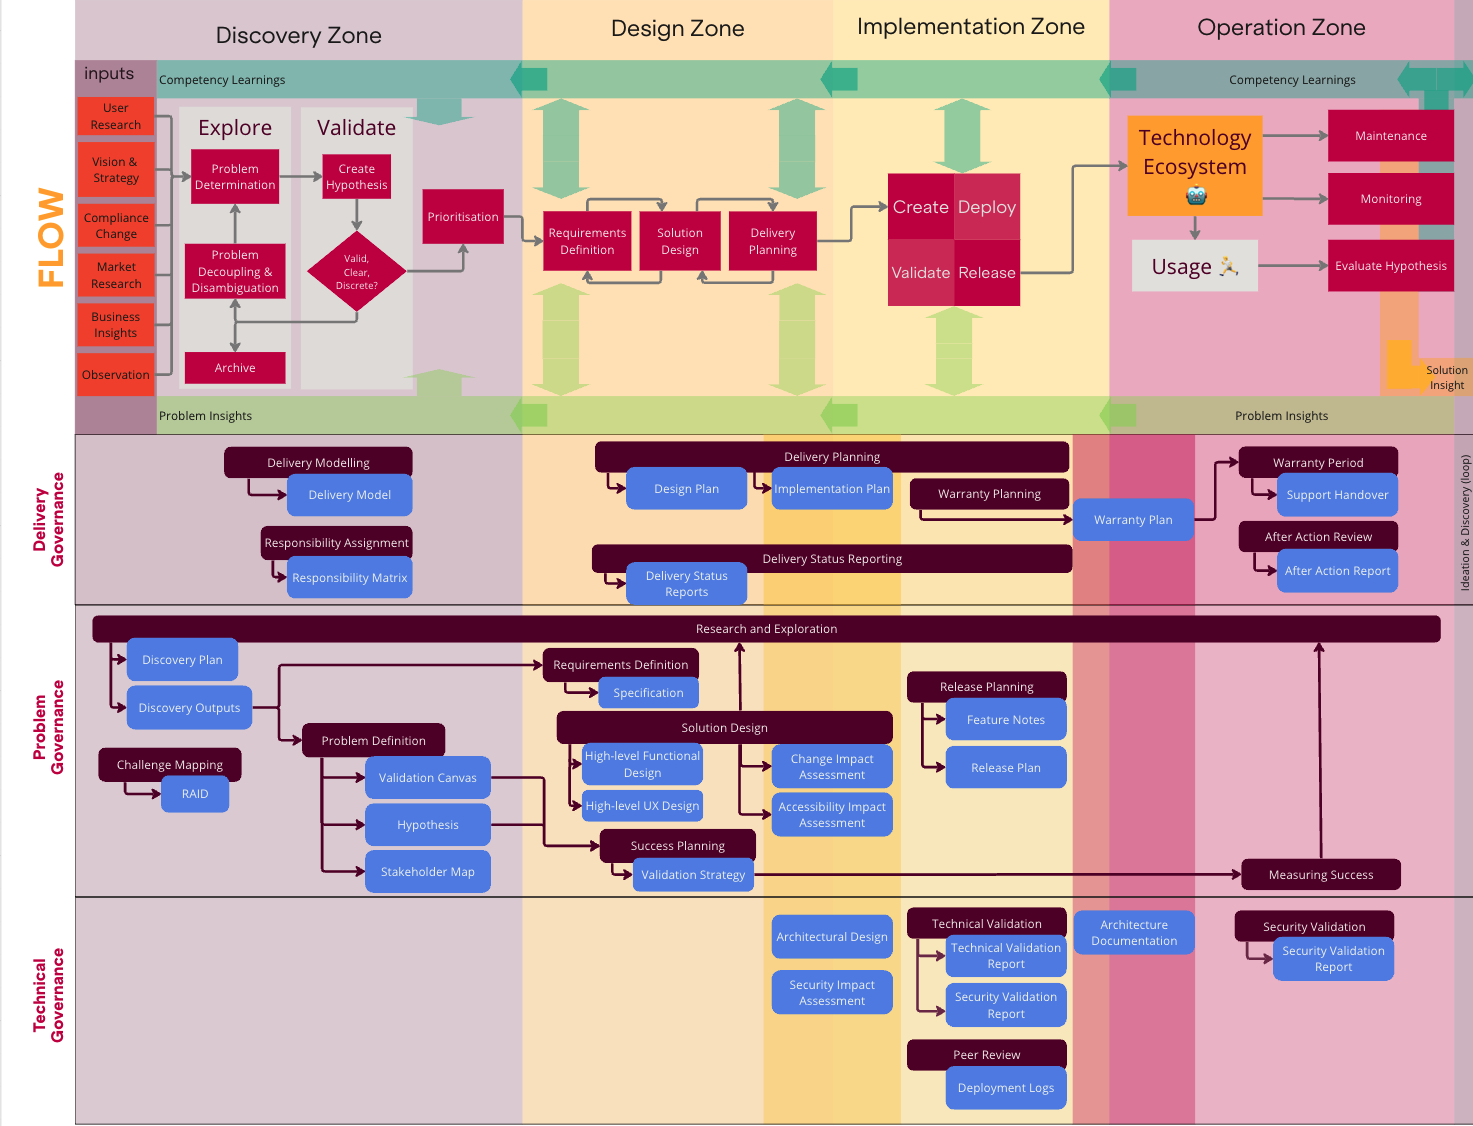 Discovery Zone
Design Zone
Implementation Zone
Operation Zone
inputs
Competency Learnings
Competency Learnings
FLOW
User
Research
Vision &
Strategy
Compliance
Change
Market
Research
Business
Insights
Observation
Explore
Problem
Determination
Problem
Decoupling &
Disambiguation
Archive
Validate
Create
Hypothesis
Valid,
Clear,
Discrete?
Prioritisation
Requirements
Definition
Solution
Design
Delivery
Planning
Create
Deploy
Validate
Release
Technology
Ecosystem
Usage
Maintenance
Monitoring
Evaluate Hypothesis
Solution
Insight
Problem Insights
Problem Insights
Delivery
Governance
Delivery Modelling
Delivery Model
Responsibility Assignment
Responsibility Matrix
Delivery Planning
Design Plan
Implementation Plan
Warranty Planning
Warranty Plan
Delivery Status Reporting
Delivery Status
Reports
Warranty Period
Support Handover
After Action Review
After Action Report
Ideation & Discovery (loop)
Problem
Governance
Research and Exploration
Discovery Plan
Discovery Outputs
Challenge Mapping
RAID
Problem Definition
Validation Canvas
Hypothesis
Stakeholder Map
Requirements Definition
Specification
Solution Design
High-level Functional
Design
High-level UX Design
Change Impact
Assessment
Accessibility Impact
Assessment
Success Planning
Validation Strategy
Release Planning
Feature Notes
Release Plan
Measuring Success
Technical
Governance
Architectural Design
Security Impact
Assessment
Technical Validation
Technical Validation
Report
Security Validation
Report
Peer Review
Deployment Logs
Architecture
Documentation
Security Validation
Security Validation
Report